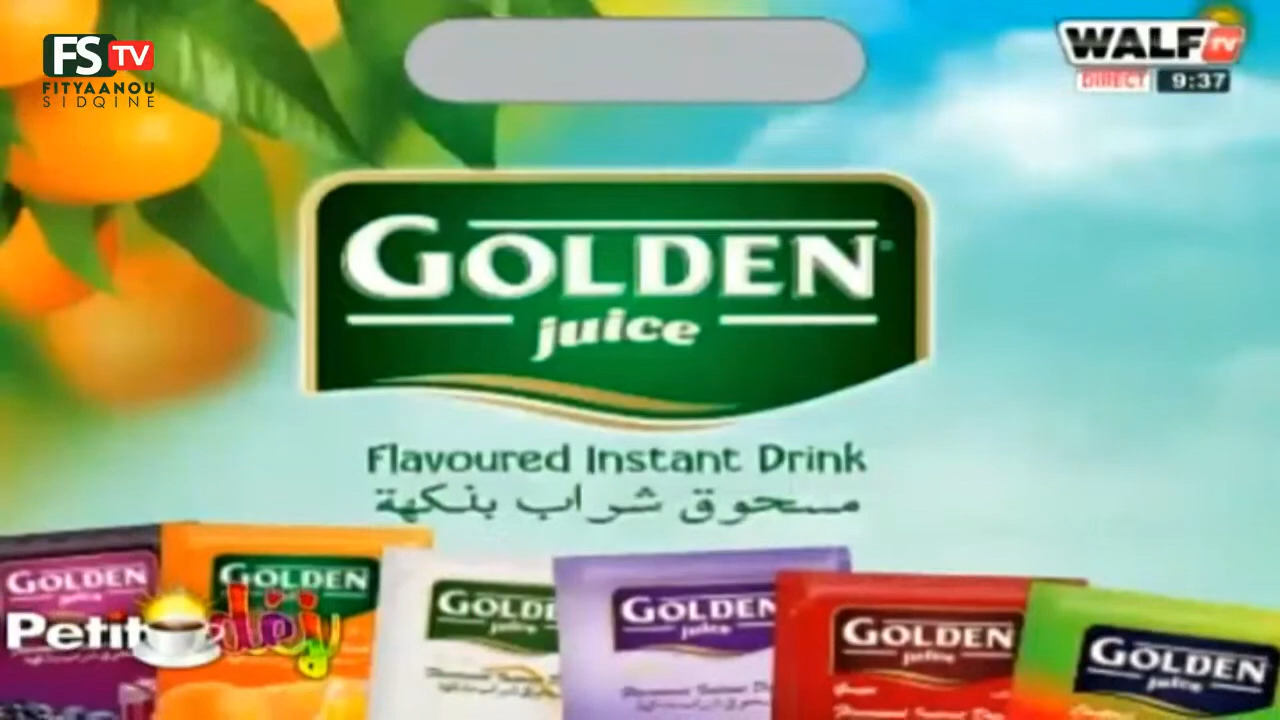 FS TV
FITYAANOU
SIDQINE
WALF TV
DIRECT 9:37
GOLDEN
juice
Flavoured Instant Drink
مسحوق شراب بنكهة
GOLDEN
juice
GOLDEN
GOLDEN
juice
GOLDEN
juice
GOLDEN
juice
GOLDEN
juice
Petit déj